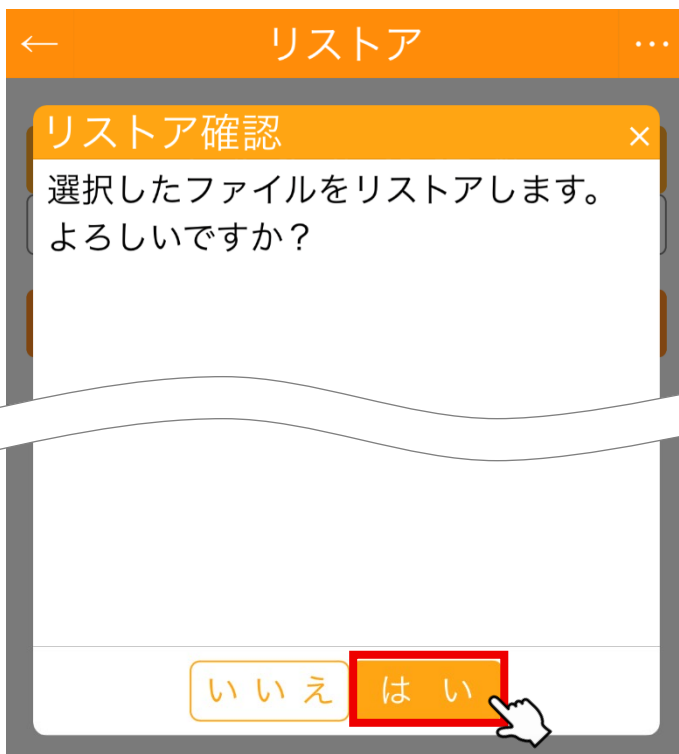 ← リストア …
リストア確認 ×
選択したファイルをリストアします。
よろしいですか？
いいえ はい